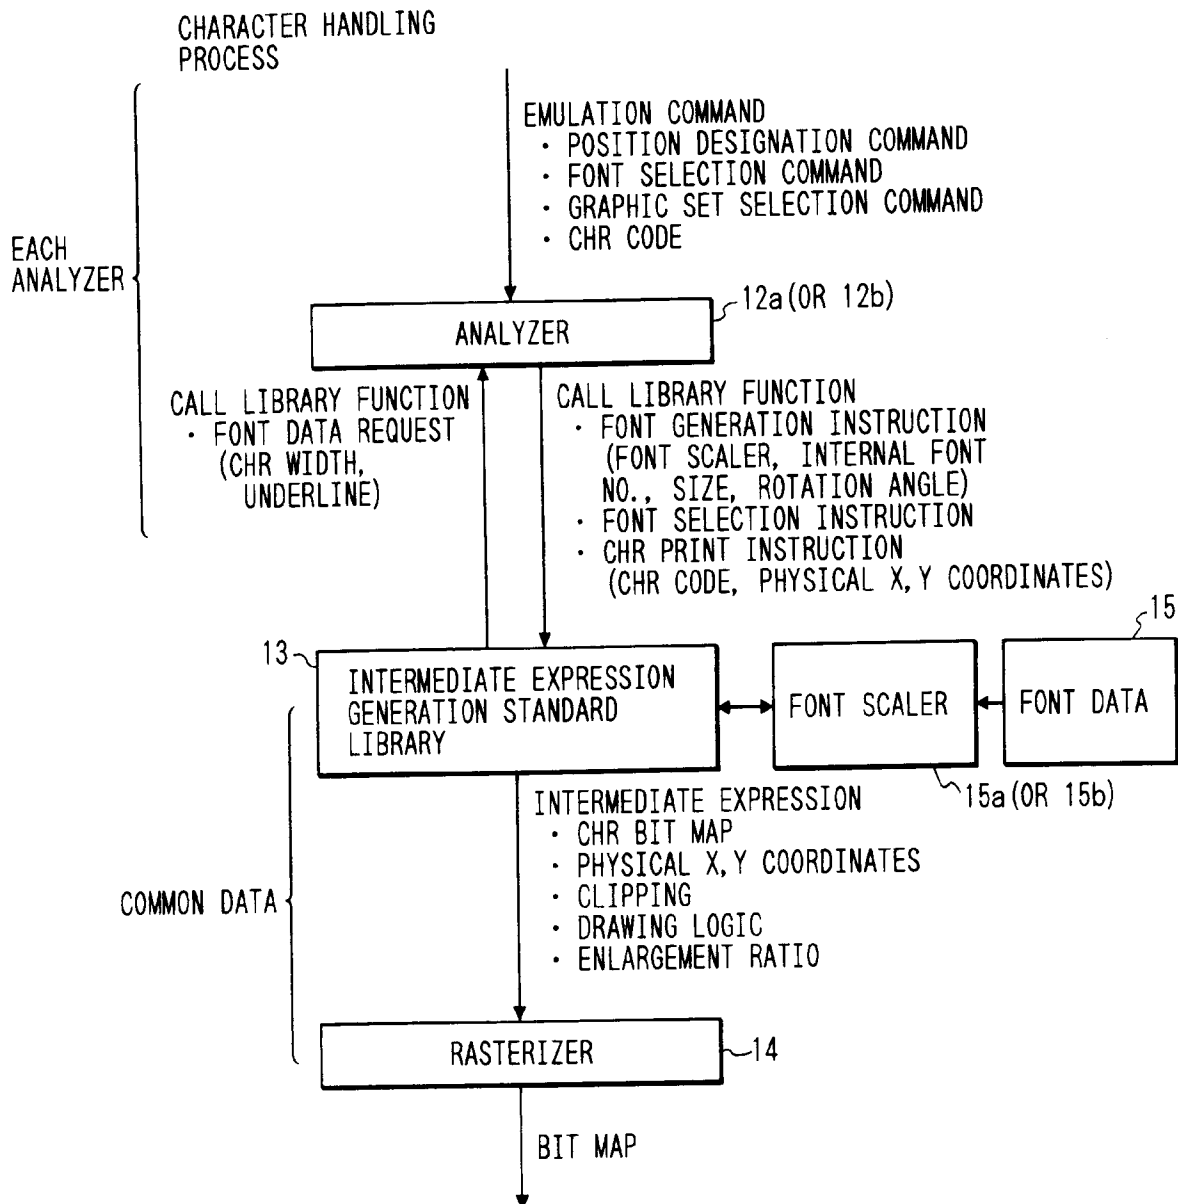 CHARACTER HANDLING
PROCESS
EMULATION COMMAND
· POSITION DESIGNATION COMMAND
· FONT SELECTION COMMAND
· GRAPHIC SET SELECTION COMMAND
· CHR CODE
EACH
ANALYZER
12a(OR 12b)
ANALYZER
CALL LIBRARY FUNCTION
· FONT DATA REQUEST
(CHR WIDTH,
UNDERLINE)
CALL LIBRARY FUNCTION
· FONT GENERATION INSTRUCTION
(FONT SCALER, INTERNAL FONT
NO., SIZE, ROTATION ANGLE)
· FONT SELECTION INSTRUCTION
· CHR PRINT INSTRUCTION
(CHR CODE, PHYSICAL X,Y COORDINATES)
13
INTERMEDIATE EXPRESSION
GENERATION STANDARD
LIBRARY
FONT SCALER
15
FONT DATA
15a(OR 15b)
INTERMEDIATE EXPRESSION
· CHR BIT MAP
· PHYSICAL X,Y COORDINATES
· CLIPPING
· DRAWING LOGIC
· ENLARGEMENT RATIO
COMMON DATA
RASTERIZER
14
BIT MAP